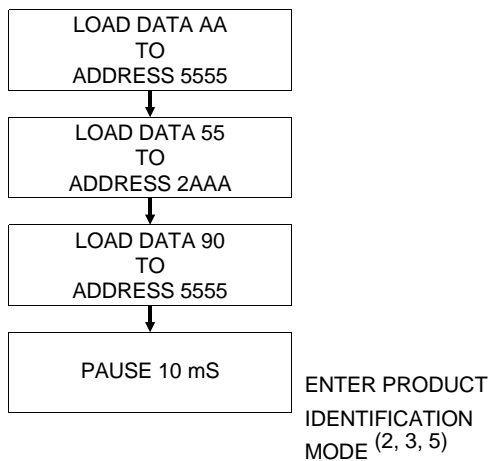 LOAD DATA AA
TO
ADDRESS 5555
LOAD DATA 55
TO
ADDRESS 2AAA
LOAD DATA 90
TO
ADDRESS 5555
PAUSE 10 mS
ENTER PRODUCT
IDENTIFICATION
MODE (2, 3, 5)